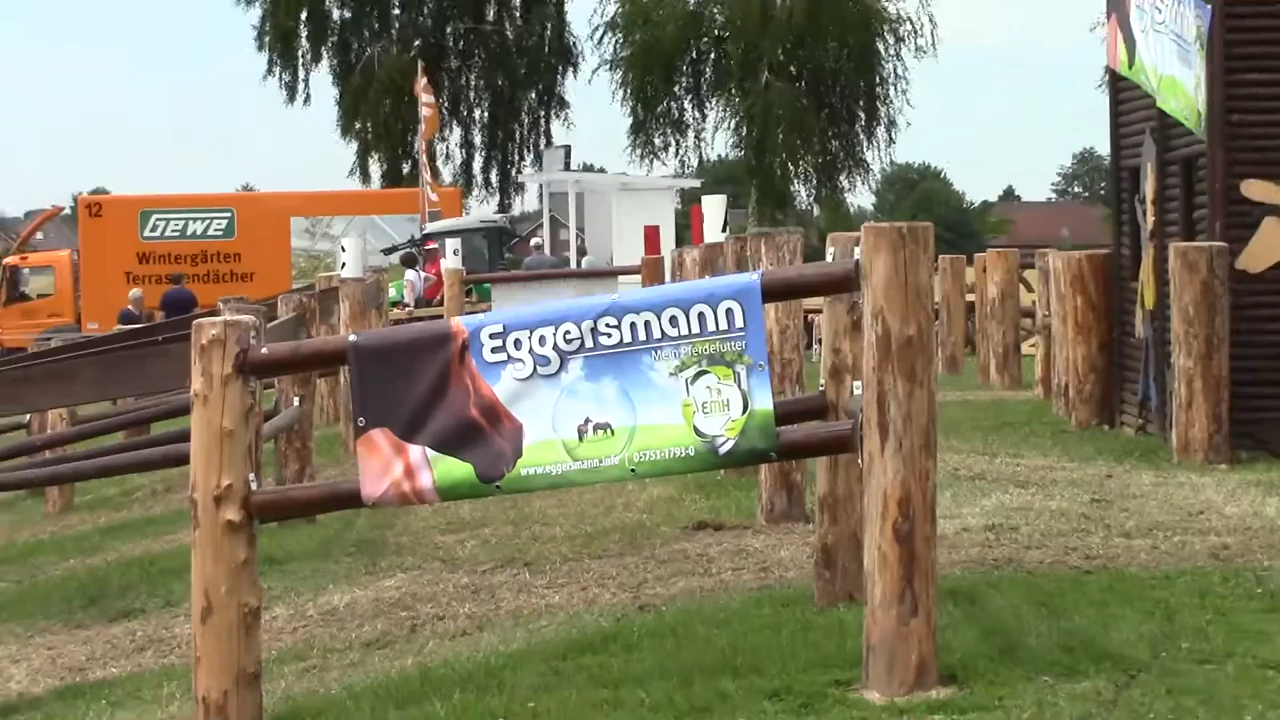 12
GEWE
Wintergärten
Terrassendächer
Eggersmann
Mein Pferdefutter
EMH
www.eggersmann.info | 05751-1793-0